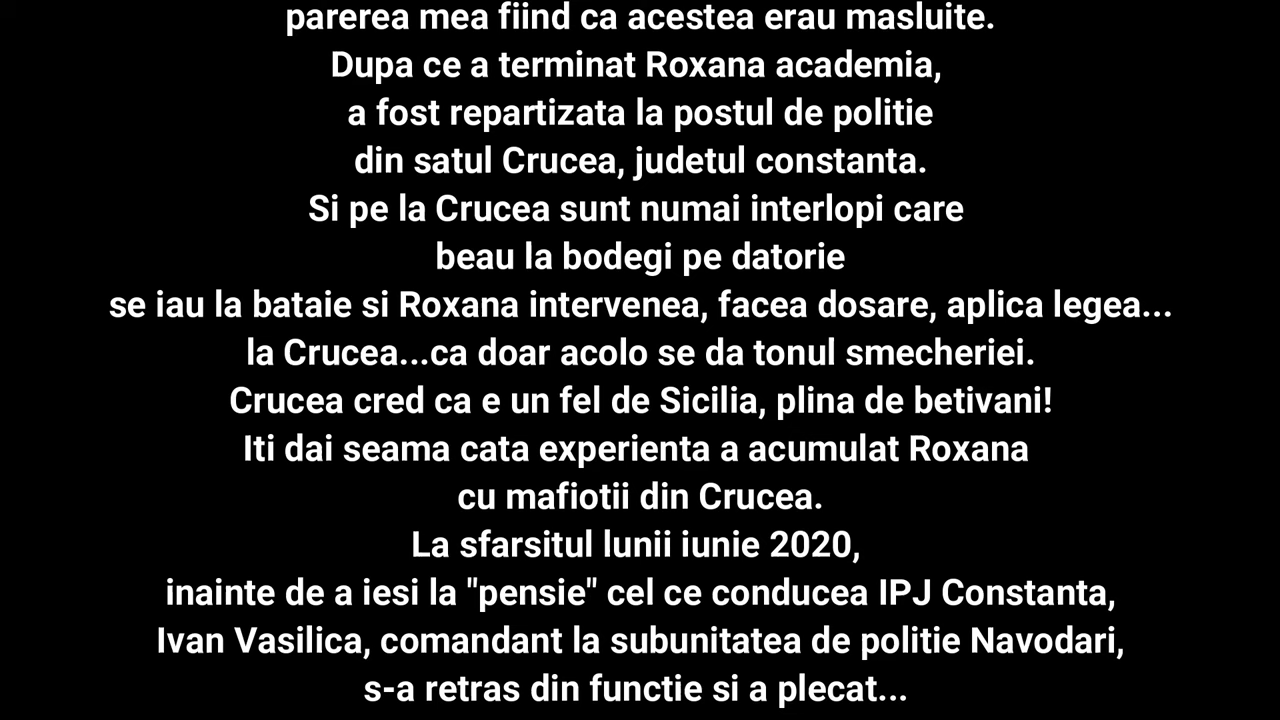 parerea mea fiind ca acestea erau masluite.
Dupa ce a terminat Roxana academia,
a fost repartizata la postul de politie
din satul Crucea, judetul constanta.
Si pe la Crucea sunt numai interlopi care
beau la bodegi pe datorie
se iau la bataie si Roxana intervenea, facea dosare, aplica legea...
la Crucea...ca doar acolo se da tonul smecheriei.
Crucea cred ca e un fel de Sicilia, plina de betivani!
Iti dai seama cata experienta a acumulat Roxana
cu mafiotii din Crucea.
La sfarsitul lunii iunie 2020,
inainte de a iesi la "pensie" cel ce conducea IPJ Constanta,
Ivan Vasilica, comandant la subunitatea de politie Navodari,
s-a retras din functie si a plecat...